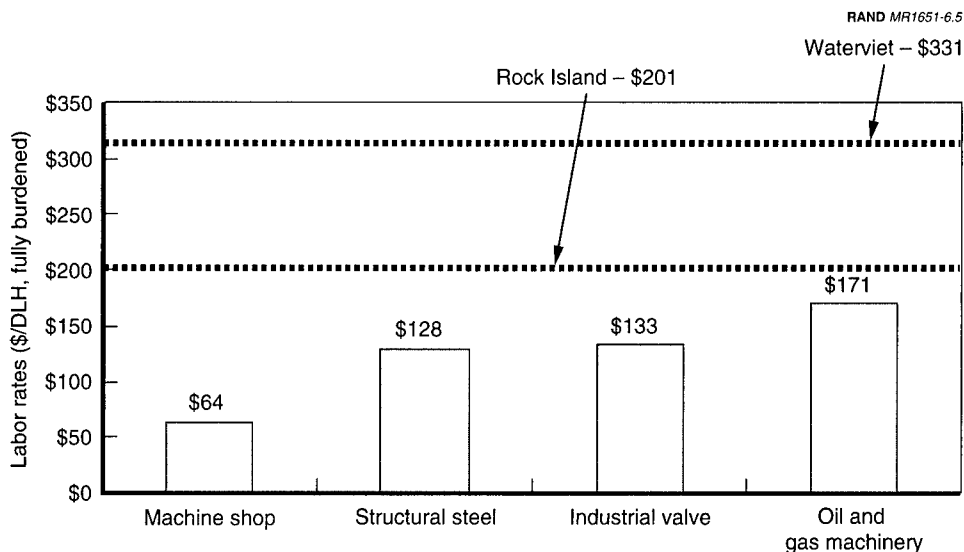 RAND MR1651-6.5
Waterviet – $331
Rock Island – $201
Labor rates ($/DLH, fully burdened)
$350
$300
$250
$200
$150
$100
$50
$0
$64
$128
$133
$171
Machine shop
Structural steel
Industrial valve
Oil and
gas machinery